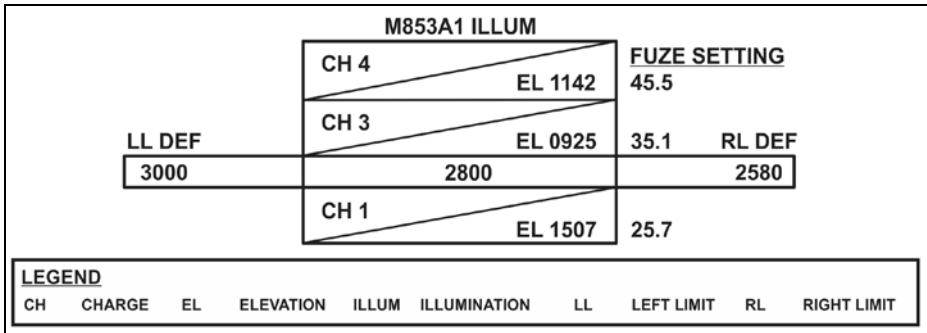 M853A1 ILLUM
CH 4 FUZE SETTING
EL 1142 45.5
CH 3
LL DEF EL 0925 35.1 RL DEF
3000 2800 2580
CH 1
EL 1507 25.7
LEGEND
CH CHARGE EL ELEVATION ILLUM ILLUMINATION LL LEFT LIMIT RL RIGHT LIMIT